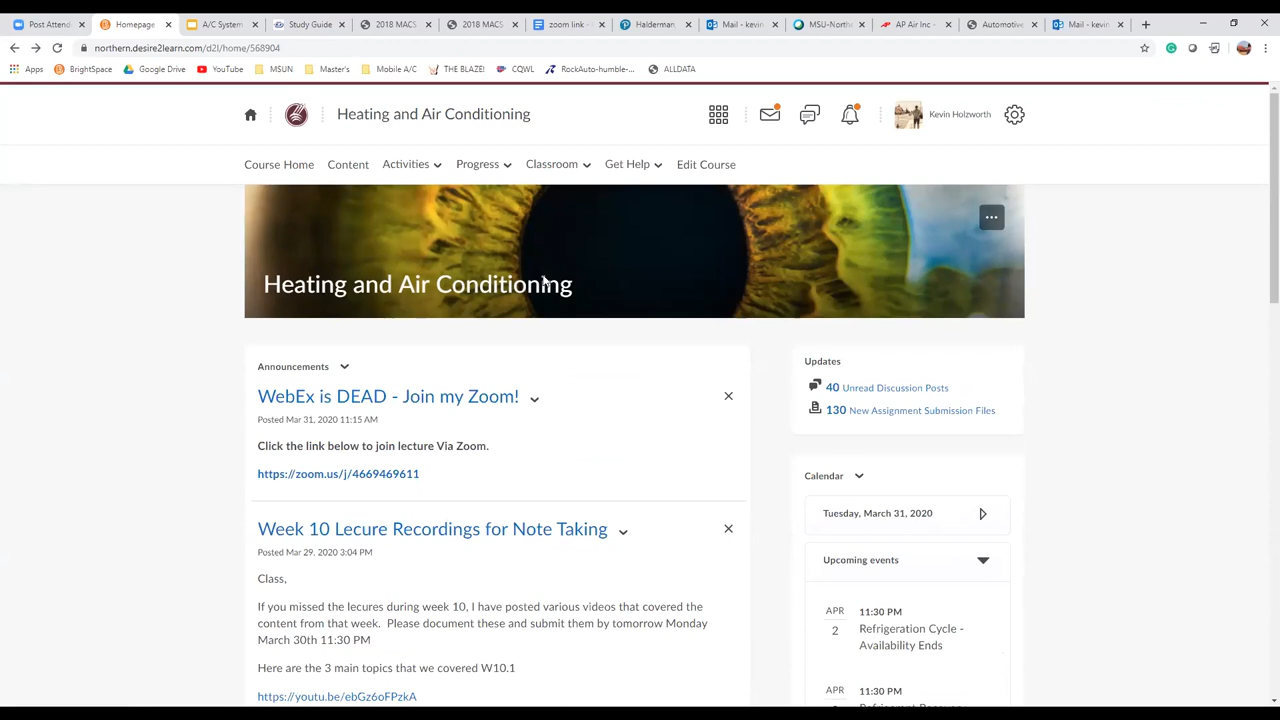 Post Attend
Homepage
A/C System
Study Guide
2018 MACS
2018 MACS
zoom link -
Halderman,
Mail - kevin
MSU-North
AP Air Inc -
Automotive
Mail - kevin
northern.desire2learn.com/d2l/home/568904
Apps
BrightSpace
Google Drive
YouTube
MSUN
Master's
Mobile A/C
THE BLAZE!
CQWL
RockAuto-humble-...
ALLDATA
Heating and Air Conditioning
Kevin Holzworth
Course Home
Content
Activities
Progress
Classroom
Get Help
Edit Course
Heating and Air Conditioning
Announcements
WebEx is DEAD - Join my Zoom!
Posted Mar 31, 2020 11:15 AM
Click the link below to join lecture Via Zoom.
https://zoom.us/j/4669469611
Week 10 Lecure Recordings for Note Taking
Posted Mar 29, 2020 3:04 PM
Class,
If you missed the lecures during week 10, I have posted various videos that covered the
content from that week. Please document these and submit them by tomorrow Monday
March 30th 11:30 PM
Here are the 3 main topics that we covered W10.1
https://youtu.be/ebGz6oFPzkA
Updates
40 Unread Discussion Posts
130 New Assignment Submission Files
Calendar
Tuesday, March 31, 2020
Upcoming events
APR
2
11:30 PM
Refrigeration Cycle -
Availability Ends
APR
11:30 PM